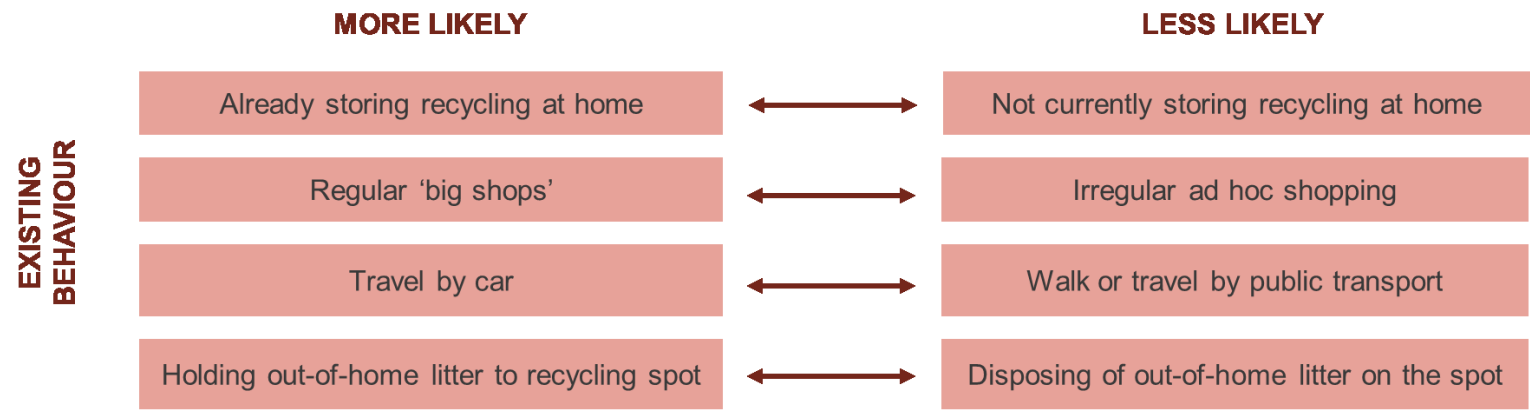 MORE LIKELY
LESS LIKELY
EXISTING
BEHAVIOUR
Already storing recycling at home
Not currently storing recycling at home
Regular ‘big shops’
Irregular ad hoc shopping
Travel by car
Walk or travel by public transport
Holding out-of-home litter to recycling spot
Disposing of out-of-home litter on the spot